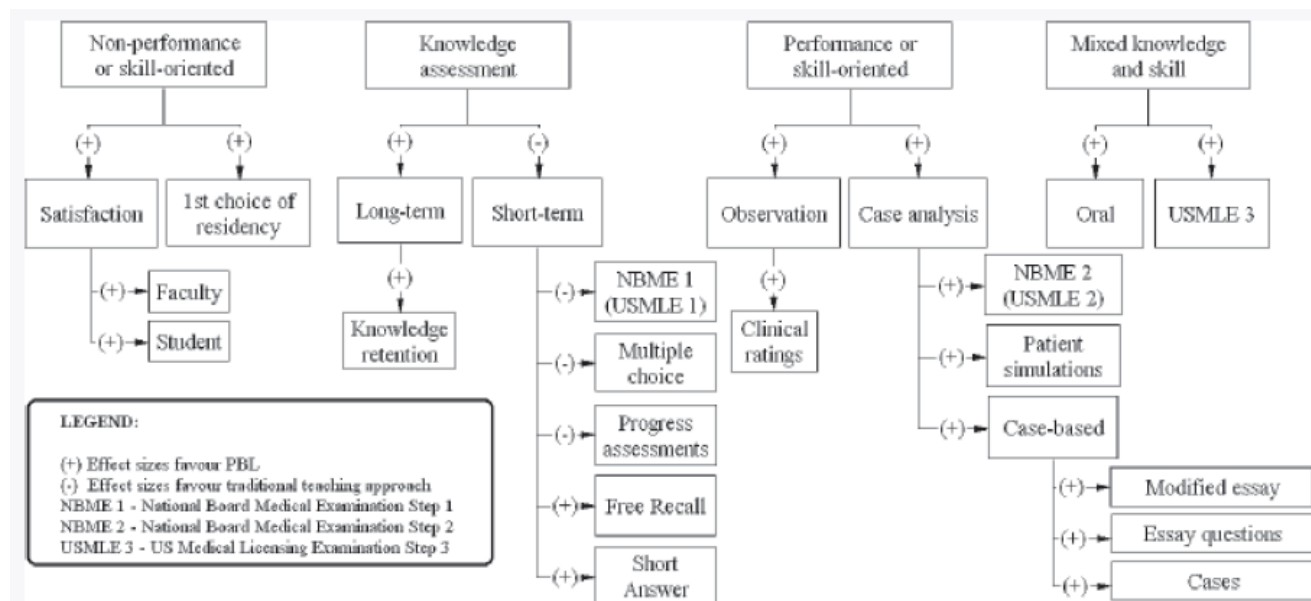 Non-performance
or skill-oriented
Knowledge
assessment
Performance or
skill-oriented
Mixed knowledge
and skill
(+)
(+)
(+)
(-)
(+)
(+)
(+)
(+)
Satisfaction
1st choice of
residency
Long-term
Short-term
Observation
Case analysis
Oral
USMLE 3
(+)
Faculty
(+)
Student
(+)
Knowledge
retention
(-)
NBME 1
(USMLE 1)
(-)
Multiple
choice
(-)
Progress
assessments
(+)
Free Recall
(+)
Short
Answer
(+)
Clinical
ratings
(+)
NBME 2
(USMLE 2)
(+)
Patient
simulations
(+)
Case-based
(+)
Modified essay
(+)
Essay questions
(+)
Cases
LEGEND:
(+) Effect sizes favour PBL
(-) Effect sizes favour traditional teaching approach
NBME 1 - National Board Medical Examination Step 1
NBME 2 - National Board Medical Examination Step 2
USMLE 3 - US Medical Licensing Examination Step 3